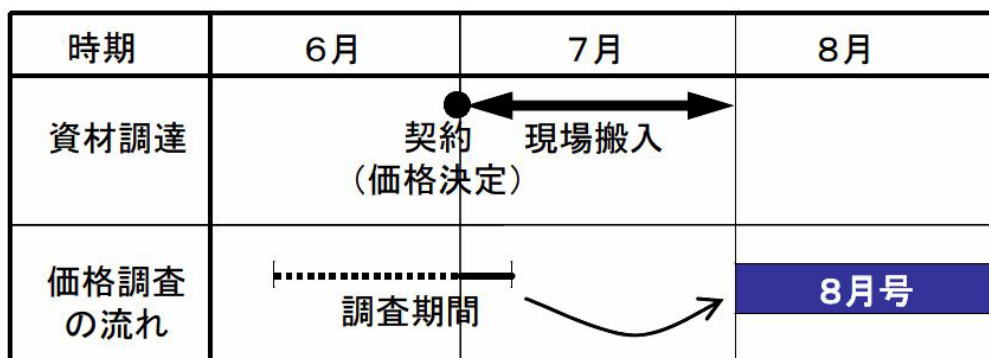 時期
6月
7月
8月
資材調達
契約
(価格決定)
現場搬入
価格調査
の流れ
調査期間
8月号